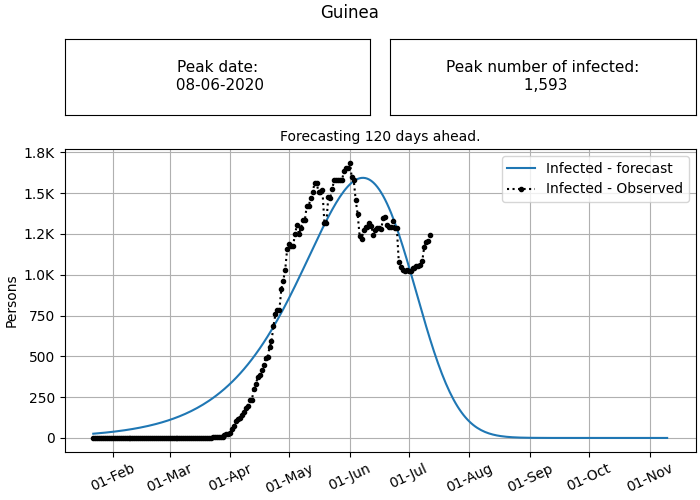 Guinea
Peak date:
08-06-2020
Peak number of infected:
1,593
Forecasting 120 days ahead.
1.8K
1.5K
1.2K
1.0K
750
500
250
0
Persons
Infected - forecast
Infected - Observed
01-Feb
01-Mar
01-Apr
01-May
01-Jun
01-Jul
01-Aug
01-Sep
01-Oct
01-Nov